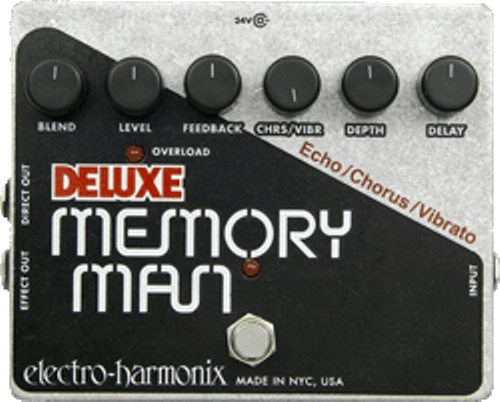 24V
BLEND LEVEL FEEDBACK CHRS/VIBR DEPTH DELAY
OVERLOAD
Echo/Chorus/Vibrato
DIRECT OUT
DELUXE
MEMORY
MAN
EFFECT OUT
INPUT
electro-harmonix MADE IN NYC, USA